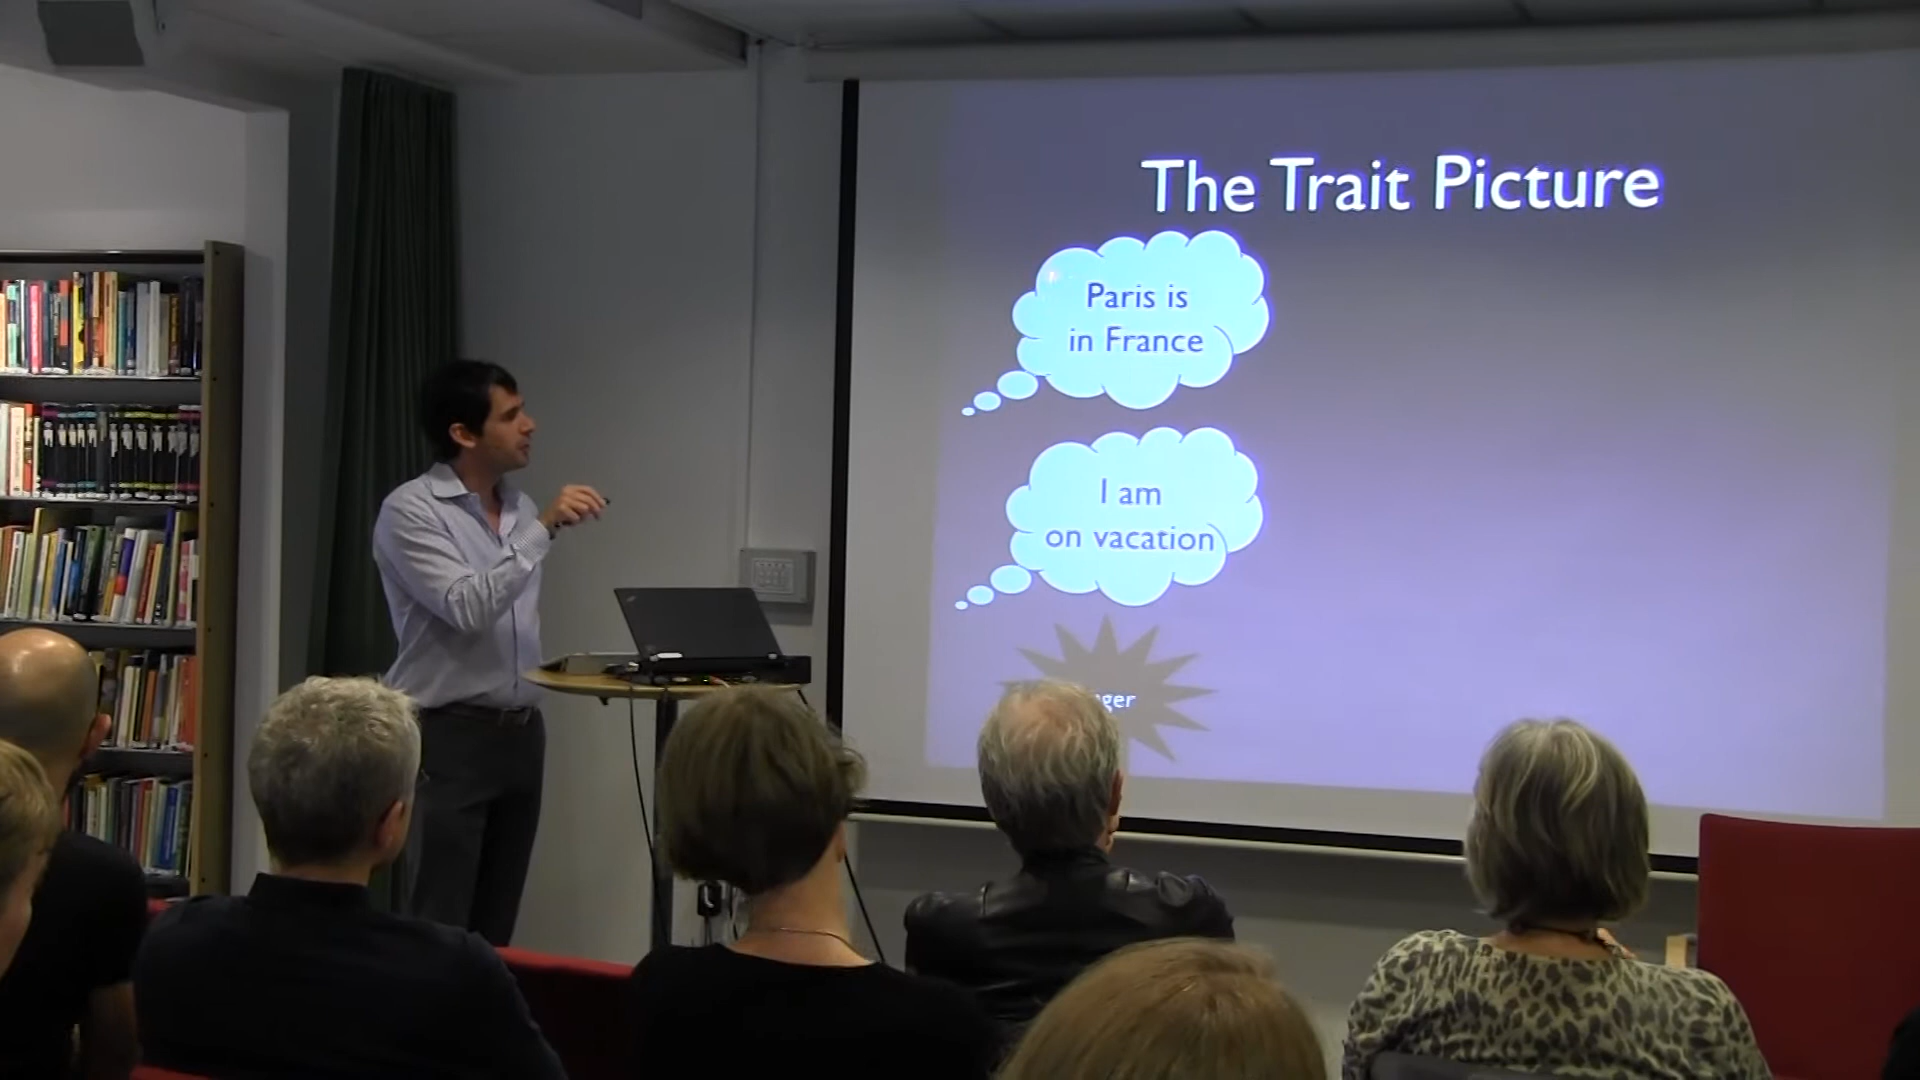 The Trait Picture
Paris is
in France
I am
on vacation